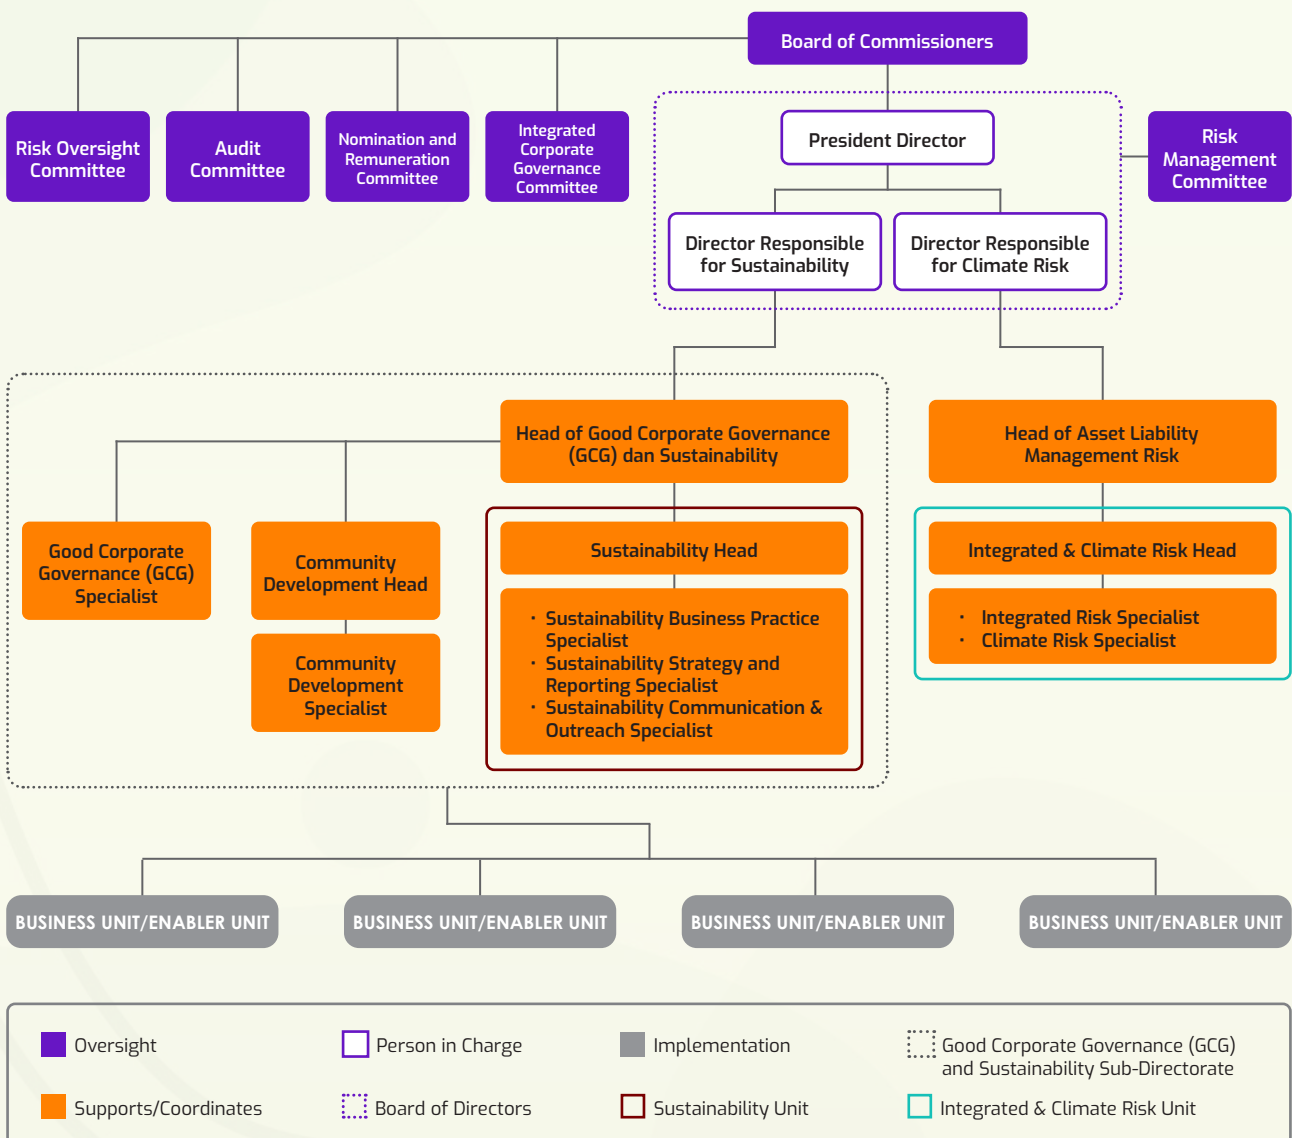 Board of Commissioners
Risk Oversight
Committee
Audit
Committee
Nomination and
Remuneration
Committee
Integrated
Corporate
Governance
Committee
President Director
Risk
Management
Committee
Director Responsible
for Sustainability
Director Responsible
for Climate Risk
Head of Good Corporate Governance
(GCG) dan Sustainability
Head of Asset Liability
Management Risk
Good Corporate
Governance (GCG)
Specialist
Community
Development Head
Community
Development
Specialist
Sustainability Head
• Sustainability Business Practice
Specialist
• Sustainability Strategy and
Reporting Specialist
• Sustainability Communication &
Outreach Specialist
Integrated & Climate Risk Head
• Integrated Risk Specialist
• Climate Risk Specialist
BUSINESS UNIT/ENABLER UNIT
BUSINESS UNIT/ENABLER UNIT
BUSINESS UNIT/ENABLER UNIT
BUSINESS UNIT/ENABLER UNIT
Oversight
Person in Charge
Implementation
Good Corporate Governance (GCG)
and Sustainability Sub-Directorate
Supports/Coordinates
Board of Directors
Sustainability Unit
Integrated & Climate Risk Unit